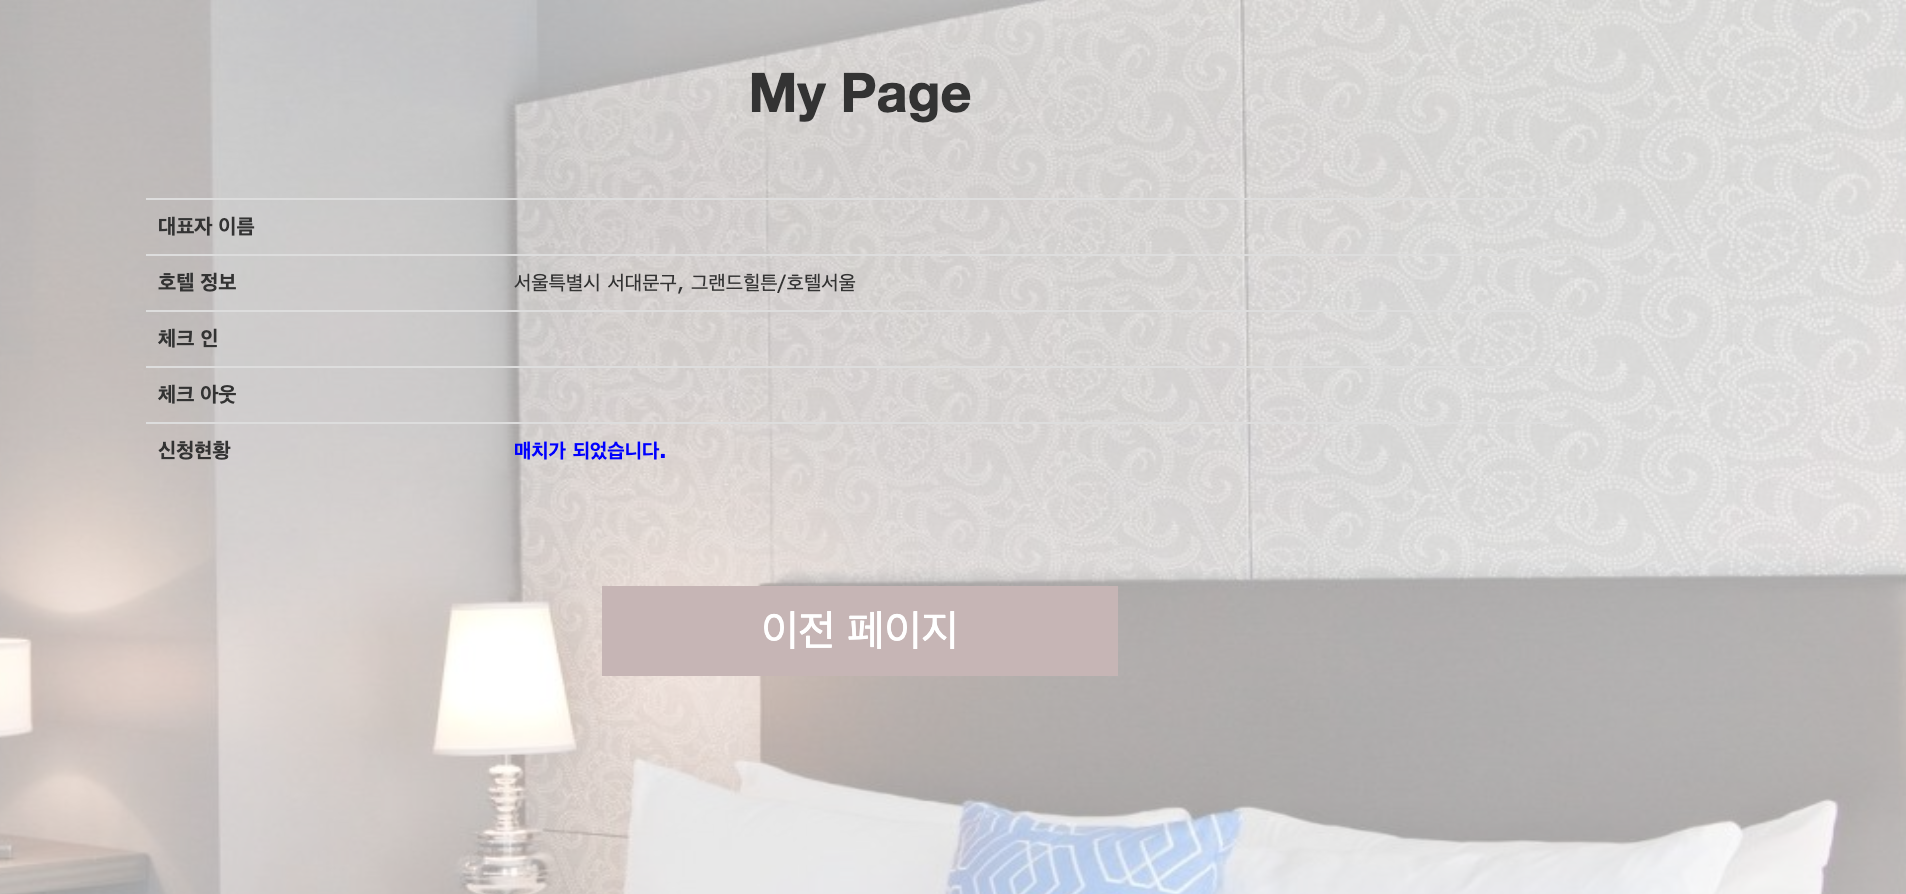 My Page
대표자 이름
호텔 정보 서울특별시 서대문구, 그랜드힐튼/호텔서울
체크 인
체크 아웃
신청현황 매치가 되었습니다.
이전 페이지